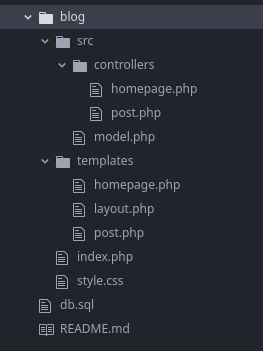 blog
src
controllers
homepage.php
post.php
model.php
templates
homepage.php
layout.php
post.php
index.php
style.css
db.sql
README.md